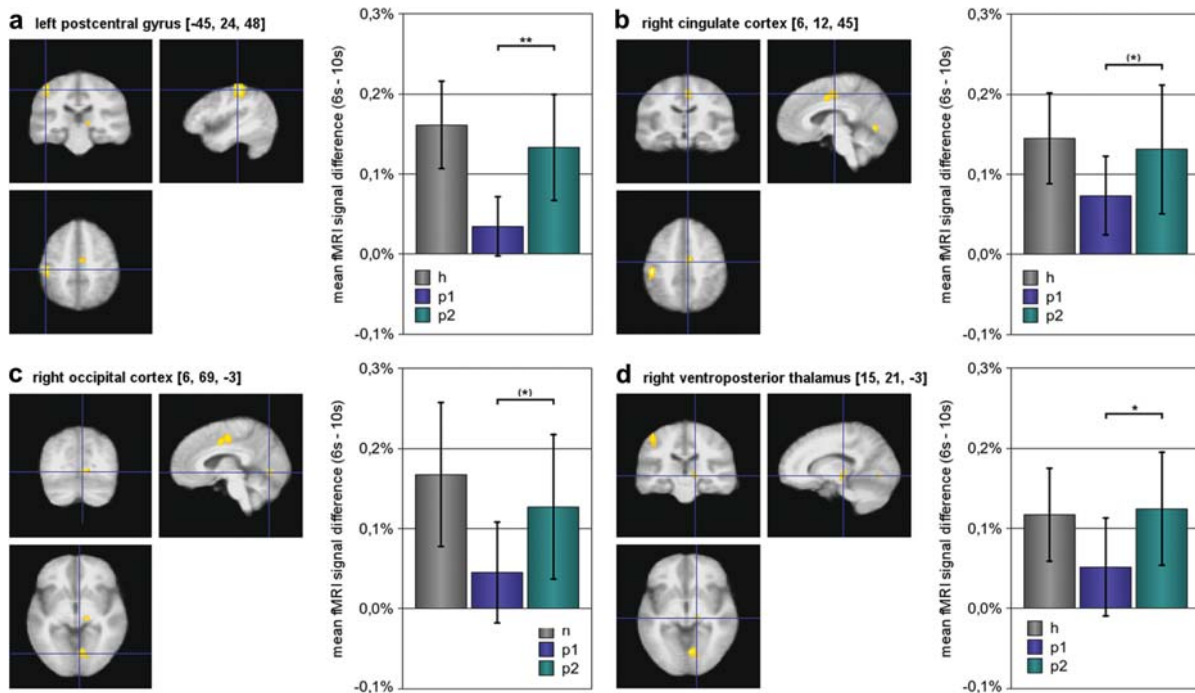 a left postcentral gyrus [-45, 24, 48]
mean fMRI signal difference (6s - 10s)
0,3%
0,2%
0,1%
0,0%
-0,1%
**
h
p1
p2
b right cingulate cortex [6, 12, 45]
mean fMRI signal difference (6s - 10s)
0,3%
0,2%
0,1%
0,0%
-0,1%
(*)
h
p1
p2
c right occipital cortex [6, 69, -3]
mean fMRI signal difference (6s - 10s)
0,3%
0,2%
0,1%
0,0%
-0,1%
(*)
n
p1
p2
d right ventroposterior thalamus [15, 21, -3]
mean fMRI signal difference (6s - 10s)
0,3%
0,2%
0,1%
0,0%
-0,1%
*
h
p1
p2